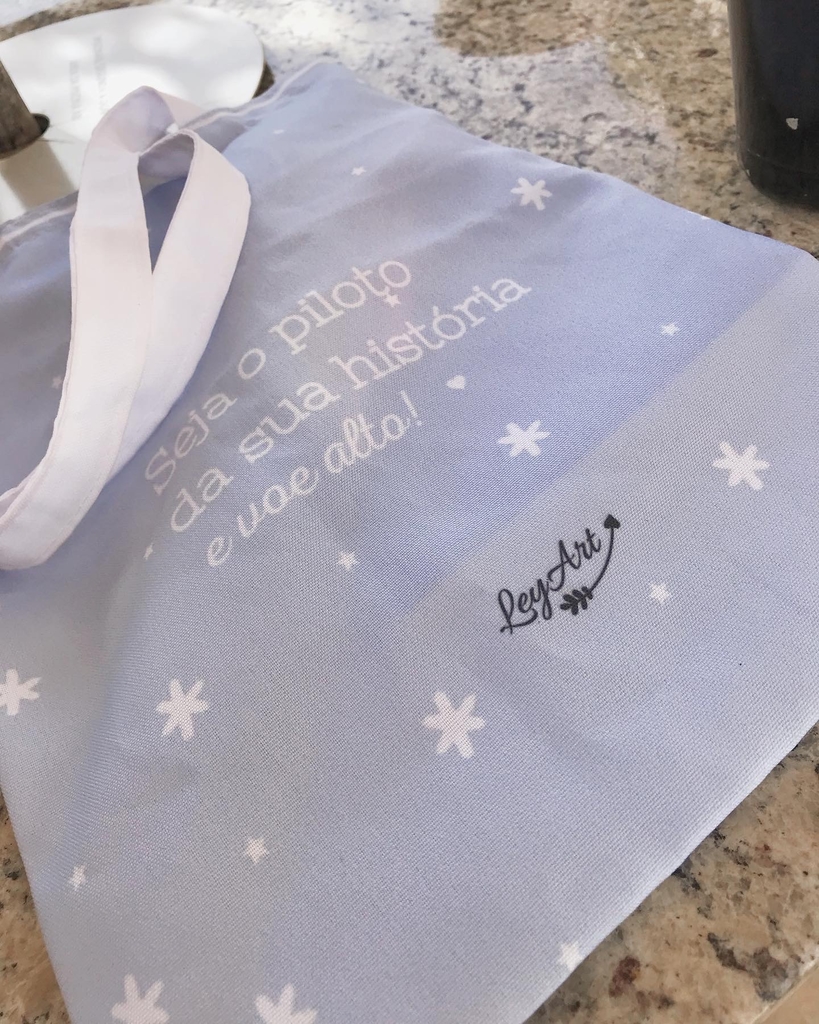 Seja o piloto
da sua história
e voe alto!
LeyArt